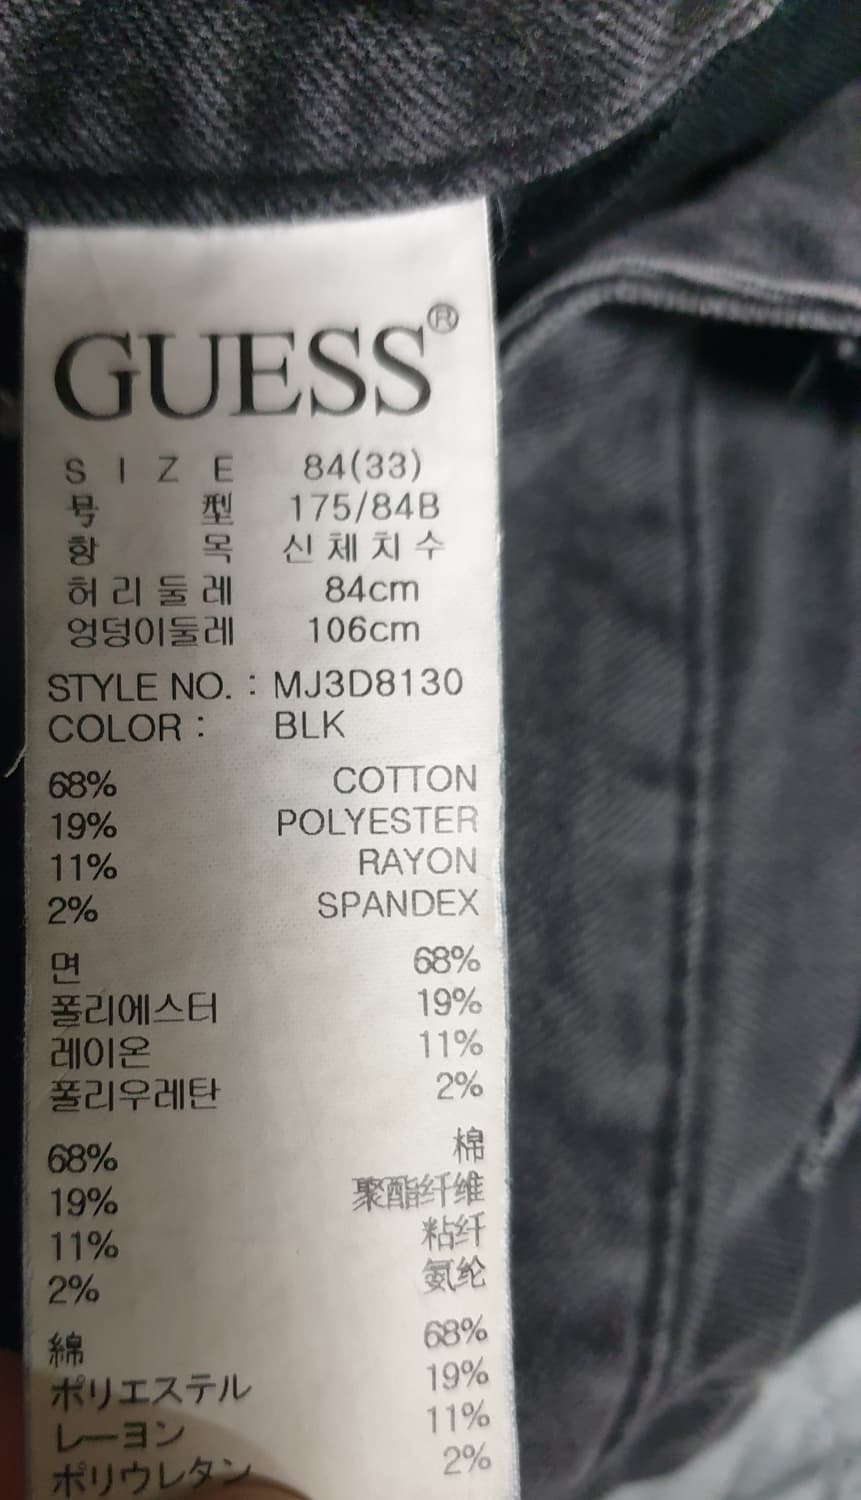 GUESS®
SIZE 84(33)
号型 175/84B
항목 신체치수
허리둘레 84cm
엉덩이둘레 106cm
STYLE NO. : MJ3D8130
COLOR : BLK
68% COTTON
19% POLYESTER
11% RAYON
2% SPANDEX
면 68%
폴리에스터 19%
레이온 11%
폴리우레탄 2%
68% 棉
19% 聚酯纤维
11% 粘纤
2% 氨纶
綿 68%
ポリエステル 19%
レーヨン 11%
ポリウレタン 2%